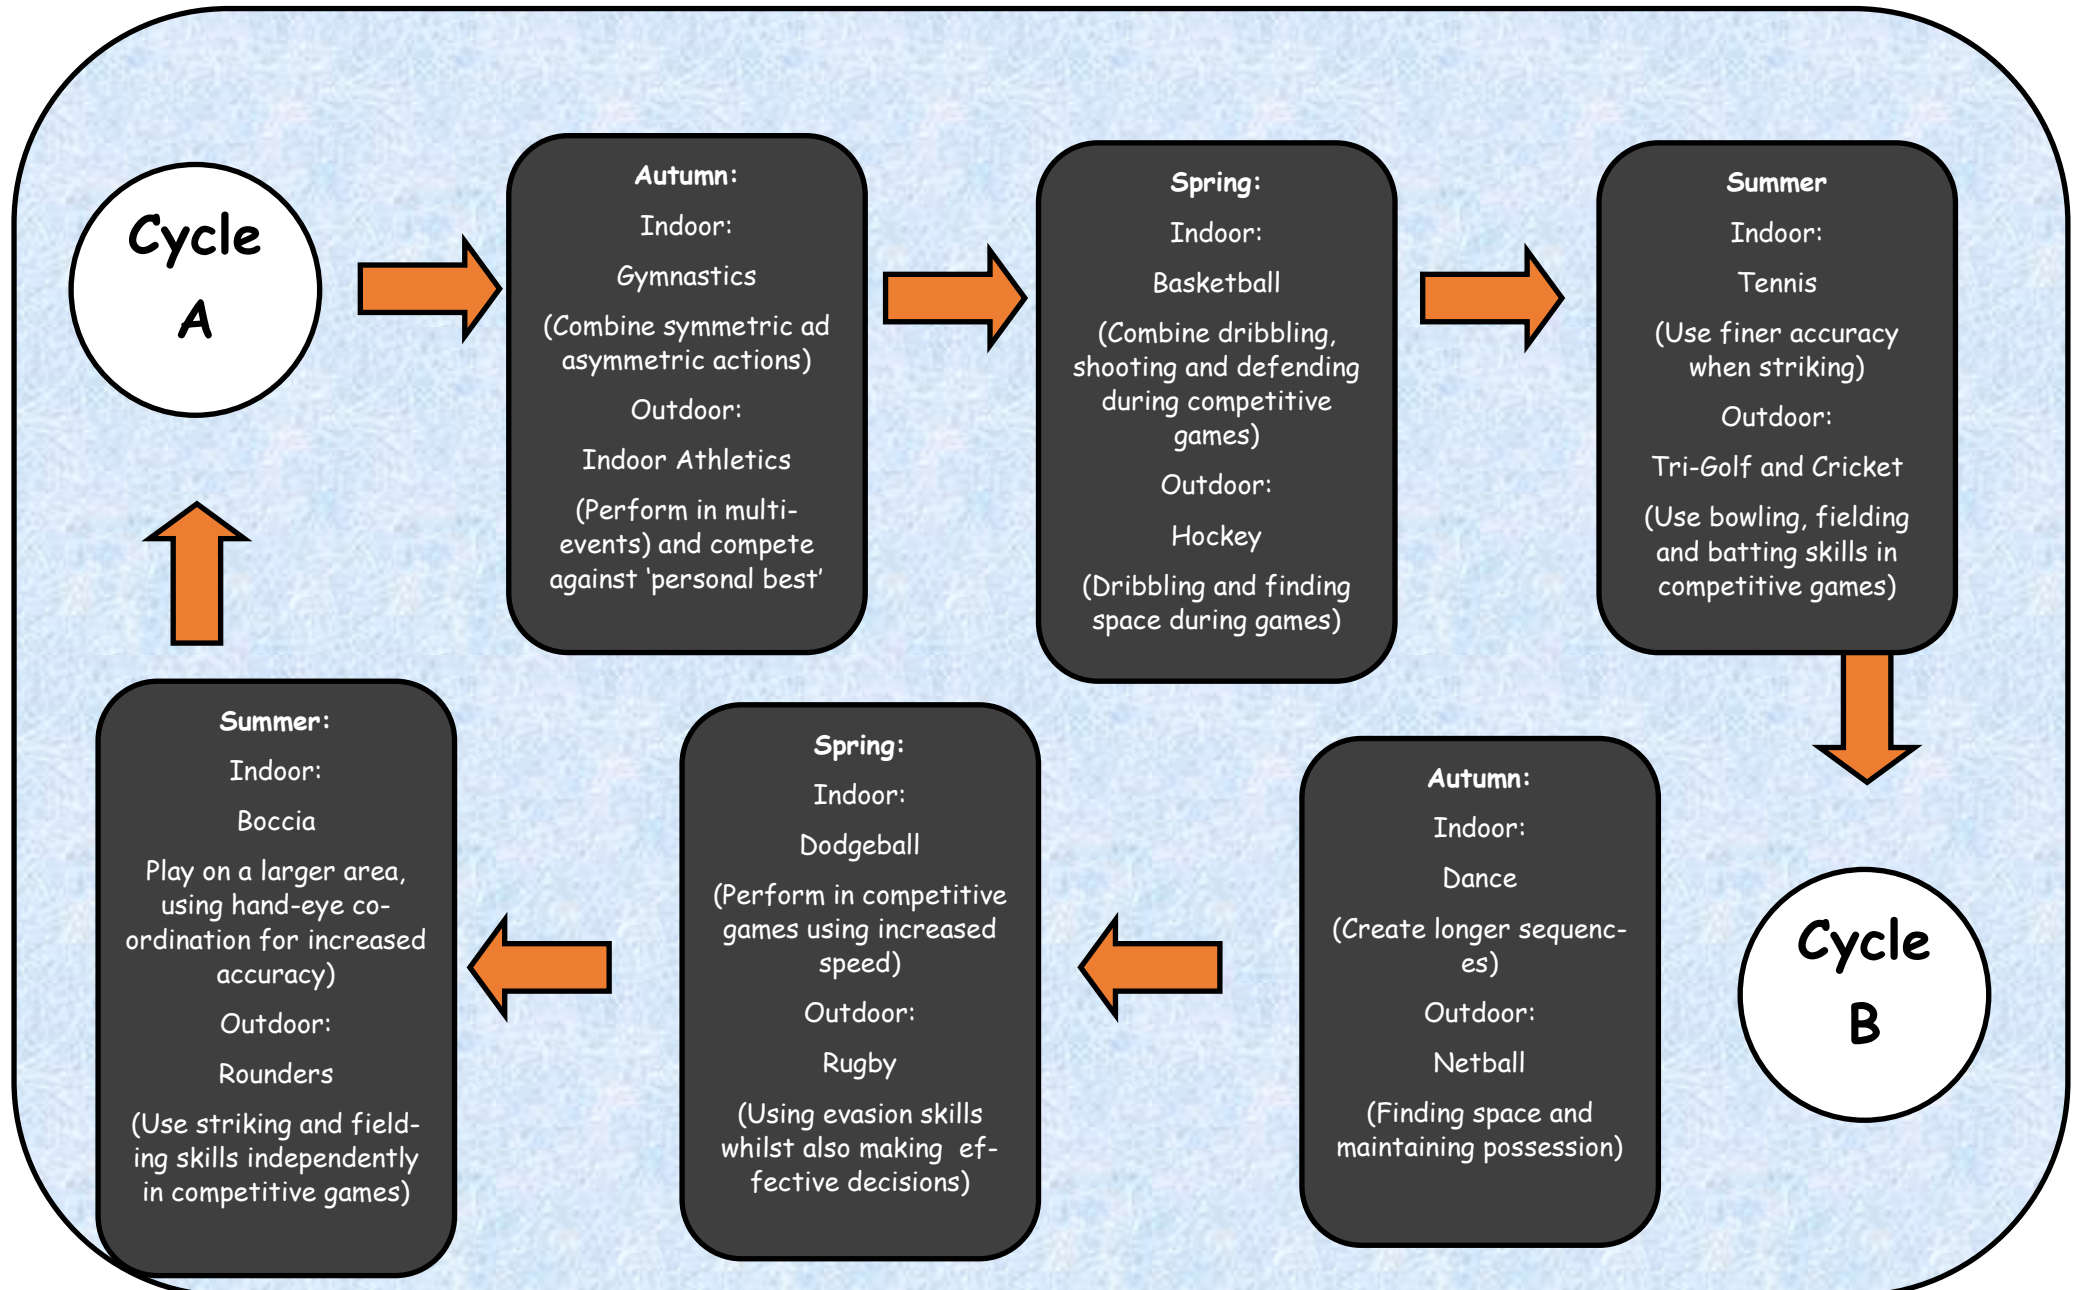 Cycle
A
Autumn:
Indoor:
Gymnastics
(Combine symmetric ad
asymmetric actions)
Outdoor:
Indoor Athletics
(Perform in multi-
events) and compete
against ‘personal best’
Spring:
Indoor:
Basketball
(Combine dribbling,
shooting and defending
during competitive
games)
Outdoor:
Hockey
(Dribbling and finding
space during games)
Summer
Indoor:
Tennis
(Use finer accuracy
when striking)
Outdoor:
Tri-Golf and Cricket
(Use bowling, fielding
and batting skills in
competitive games)
Cycle
B
Autumn:
Indoor:
Dance
(Create longer sequenc-
es)
Outdoor:
Netball
(Finding space and
maintaining possession)
Spring:
Indoor:
Dodgeball
(Perform in competitive
games using increased
speed)
Outdoor:
Rugby
(Using evasion skills
whilst also making  ef-
fective decisions)
Summer:
Indoor:
Boccia
Play on a larger area,
using hand-eye co-
ordination for increased
accuracy)
Outdoor:
Rounders
(Use striking and field-
ing skills independently
in competitive games)